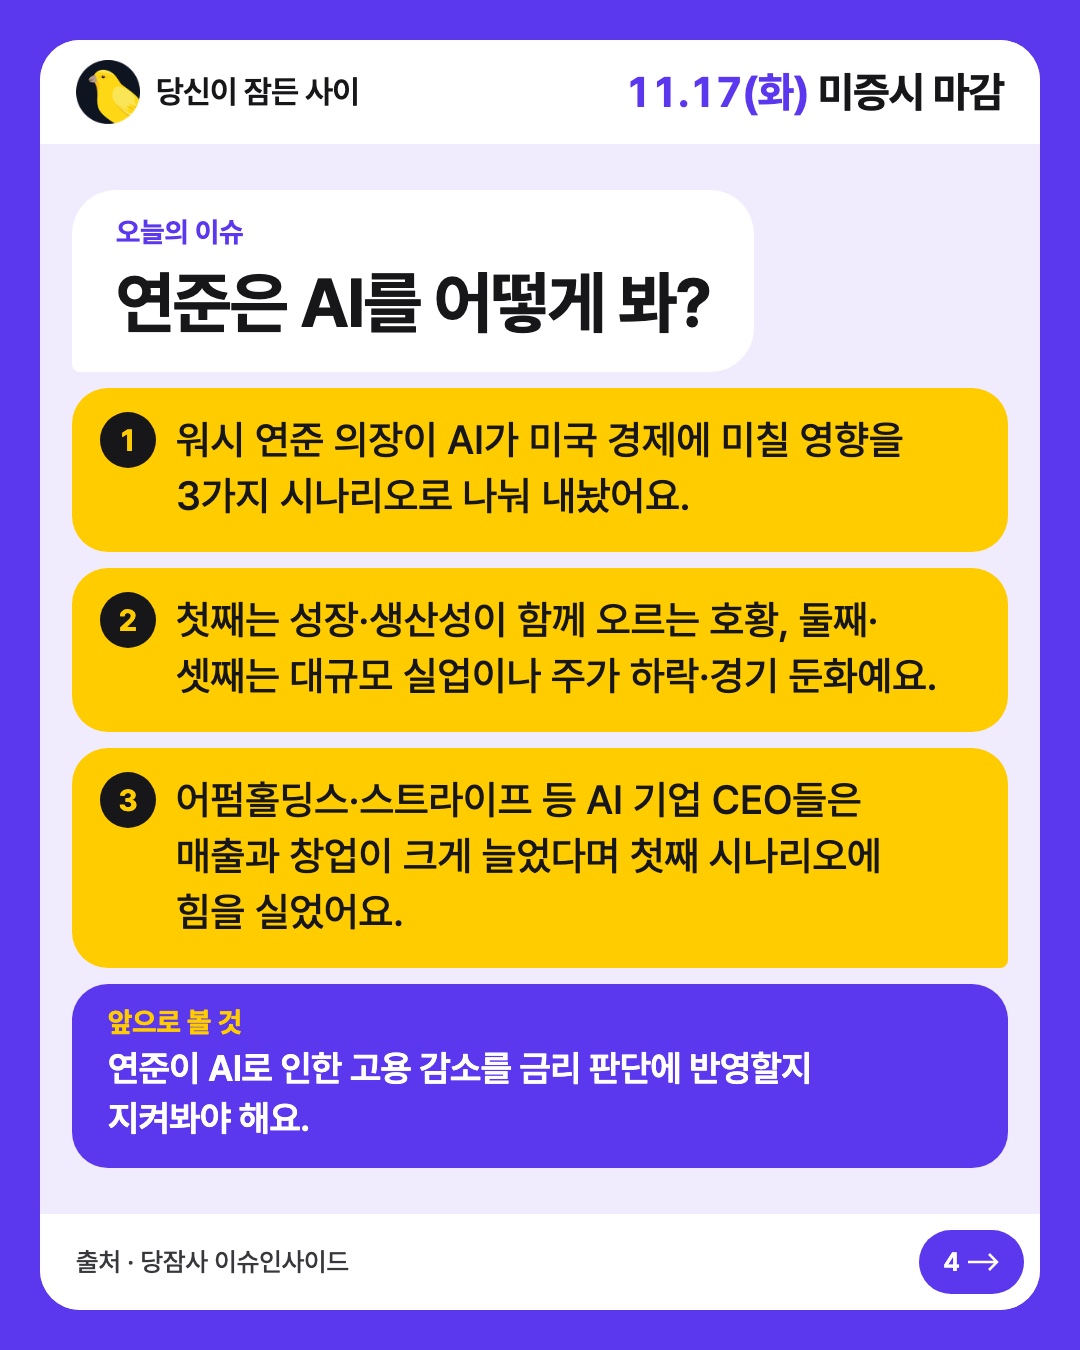 당신이 잠든 사이
11.17(화) 미증시 마감
오늘의 이슈
연준은 AI를 어떻게 봐?
1 워시 연준 의장이 AI가 미국 경제에 미칠 영향을
3가지 시나리오로 나눠 내놨어요.
2 첫째는 성장·생산성이 함께 오르는 호황, 둘째·
셋째는 대규모 실업이나 주가 하락·경기 둔화예요.
3 어펌홀딩스·스트라이프 등 AI 기업 CEO들은
매출과 창업이 크게 늘었다며 첫째 시나리오에
힘을 실었어요.
앞으로 볼 것
연준이 AI로 인한 고용 감소를 금리 판단에 반영할지
지켜봐야 해요.
출처 · 당잠사 이슈인사이드
4 →